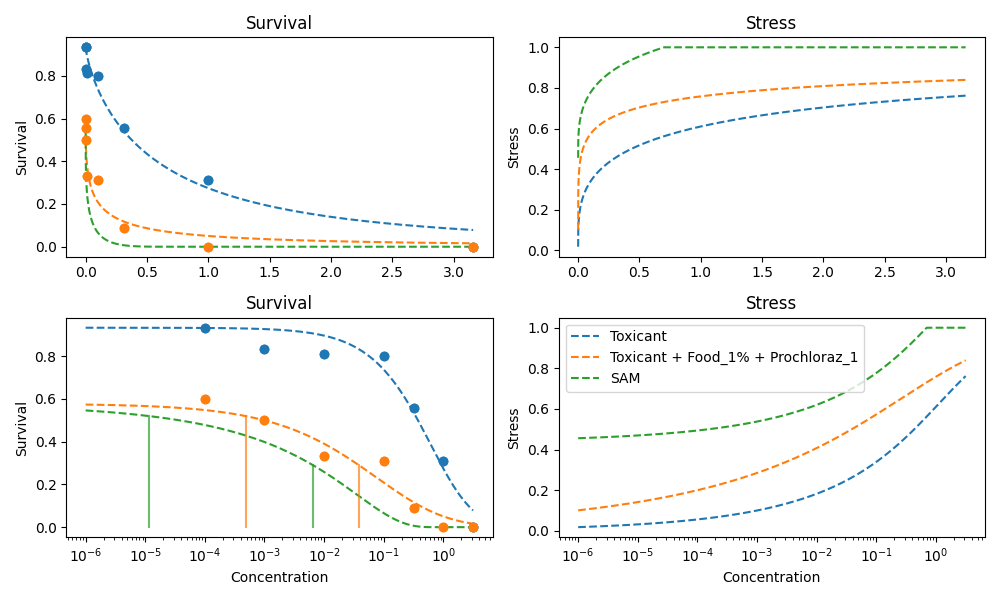 Survival
Stress
Survival
0.8
0.6
0.4
0.2
0.0
0.0 0.5 1.0 1.5 2.0 2.5 3.0
Stress
1.0
0.8
0.6
0.4
0.2
0.0
0.0 0.5 1.0 1.5 2.0 2.5 3.0
Survival
Stress
Survival
0.8
0.6
0.4
0.2
0.0
10⁻⁶ 10⁻⁵ 10⁻⁴ 10⁻³ 10⁻² 10⁻¹ 10⁰
Concentration
Stress
1.0
0.8
0.6
0.4
0.2
0.0
Toxicant
Toxicant + Food_1% + Prochloraz_1
SAM
10⁻⁶ 10⁻⁵ 10⁻⁴ 10⁻³ 10⁻² 10⁻¹ 10⁰
Concentration